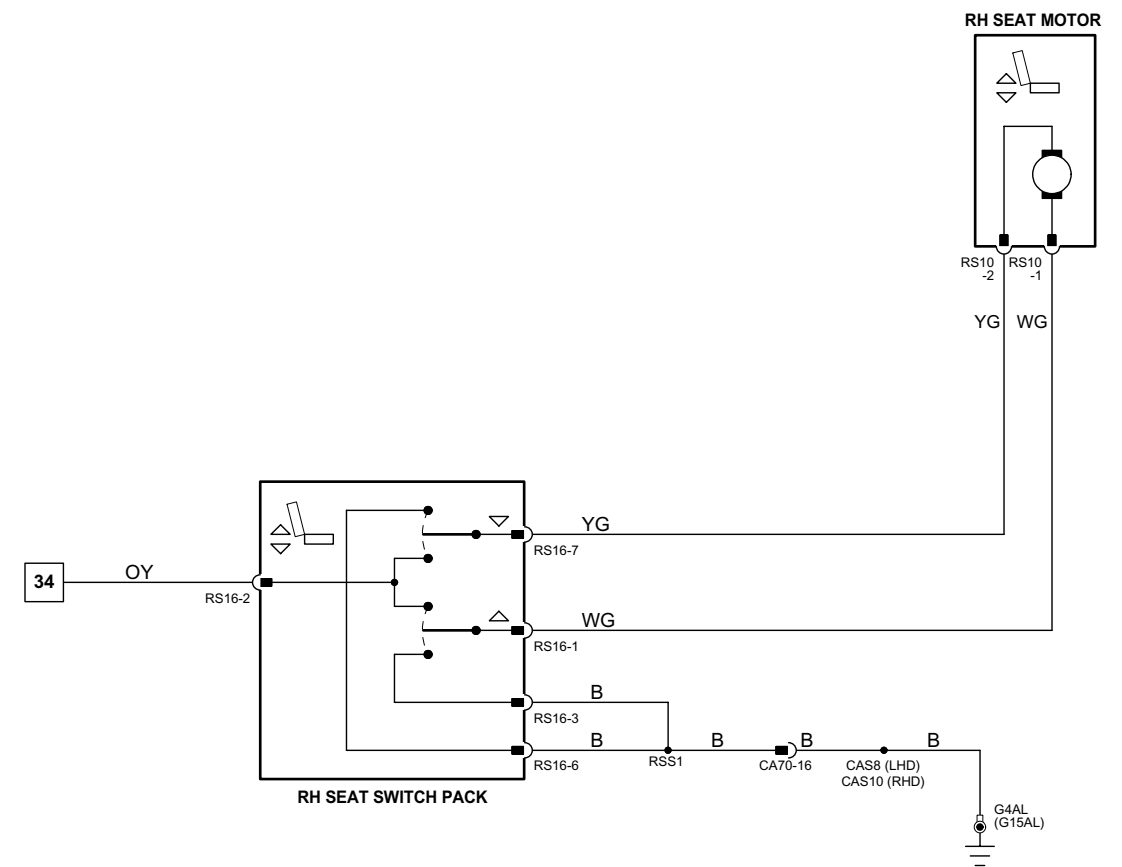 RH SEAT MOTOR
RS10
-2
RS10
-1
YG
WG
YG
RS16-7
34
OY
RS16-2
WG
RS16-1
B
RS16-3
B
RS16-6
RSS1
B
CA70-16
B
CAS8 (LHD)
CAS10 (RHD)
B
RH SEAT SWITCH PACK
G4AL
(G15AL)